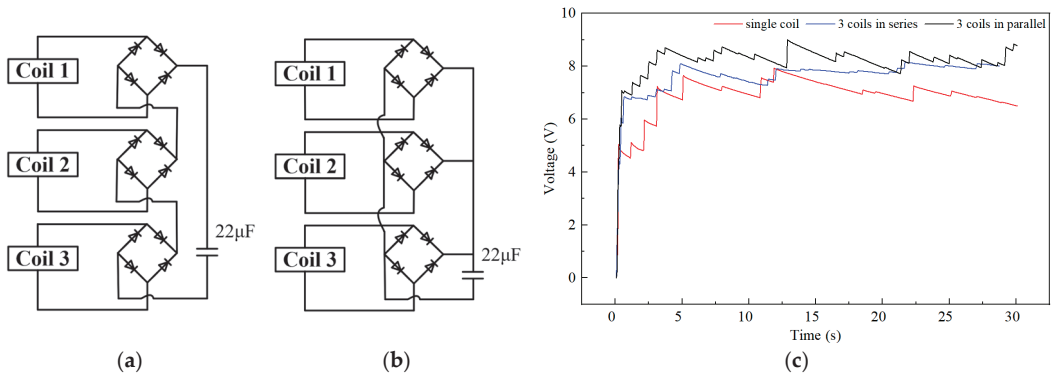 Coil 1
Coil 2
Coil 3
22μF
(a)
Coil 1
Coil 2
Coil 3
22μF
(b)
single coil 3 coils in series 3 coils in parallel
10
8
6
4
2
0
Voltage (V)
0 5 10 15 20 25 30
Time (s)
(c)